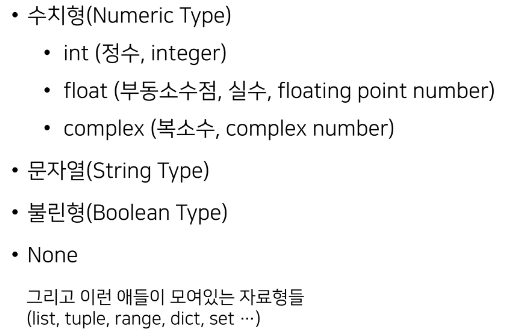 • 수치형(Numeric Type)
• int (정수, integer)
• float (부동소수점, 실수, floating point number)
• complex (복소수, complex number)
• 문자열(String Type)
• 불린형(Boolean Type)
• None
그리고 이런 애들이 모여있는 자료형들
(list, tuple, range, dict, set …)